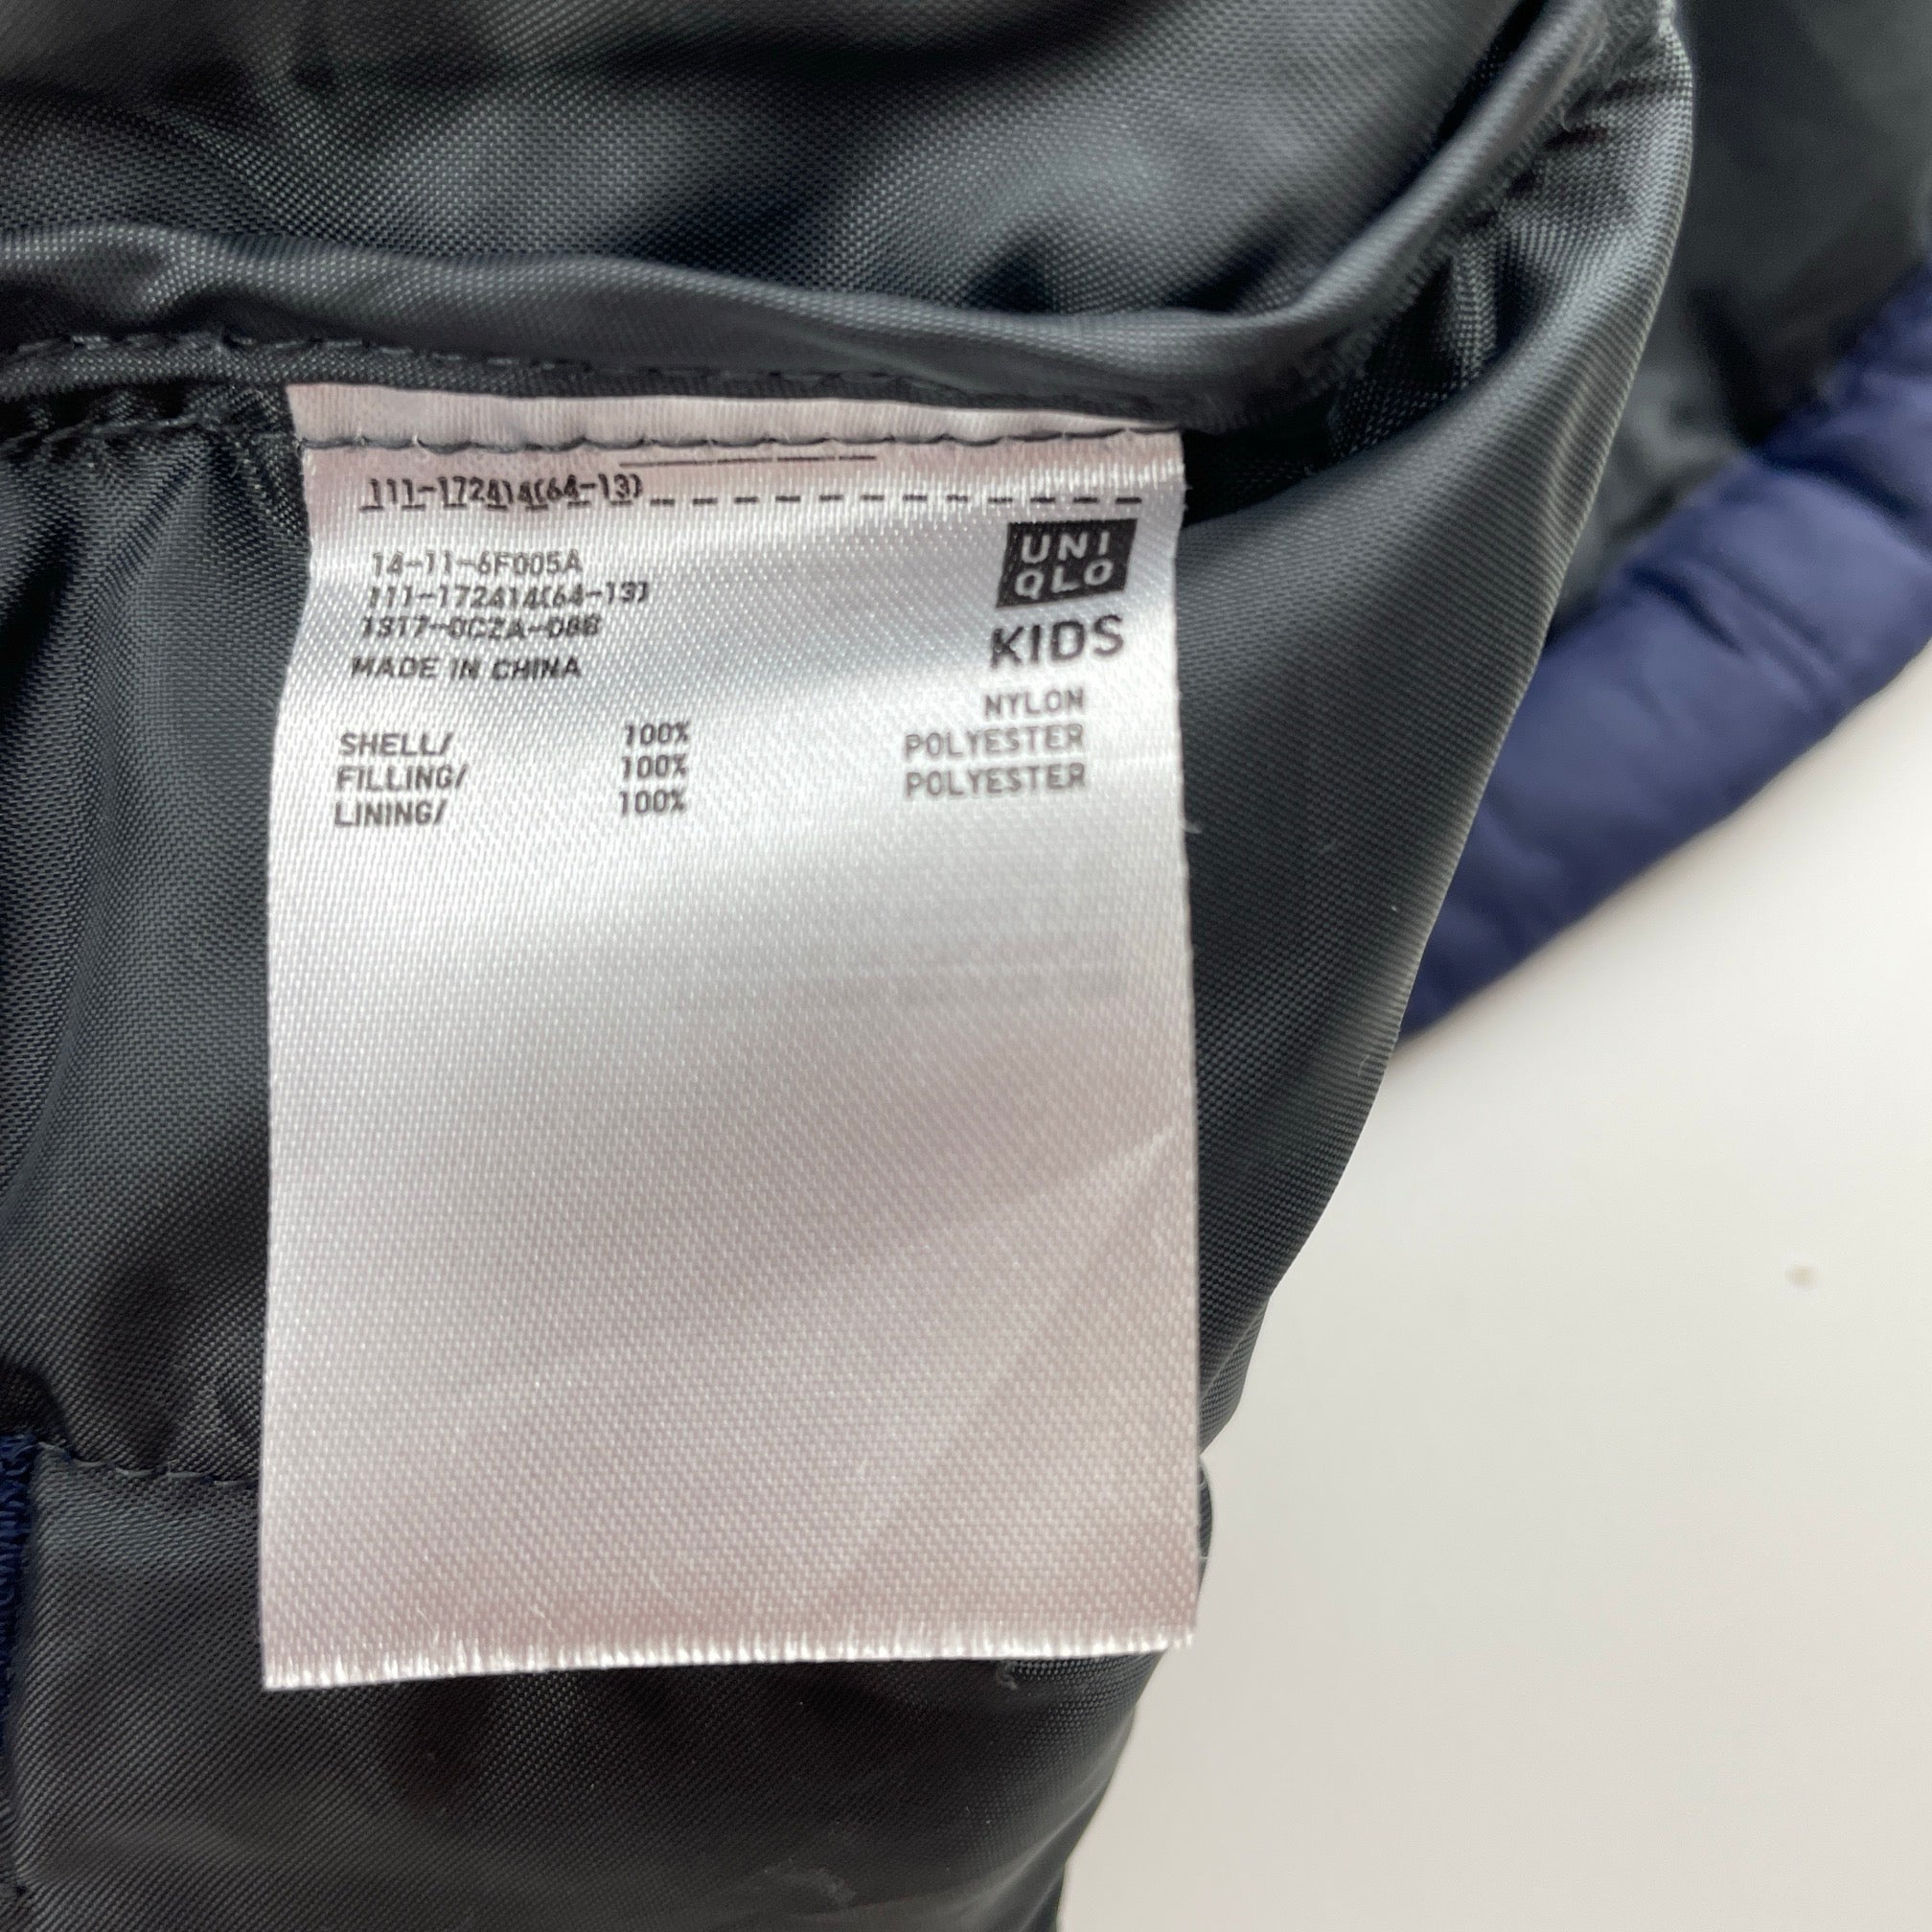 111-172414(64-13)
UNI
QLO
KIDS
14-11-6F005A
111-172414(64-13)
MADE IN CHINA
SHELL/ 100% NYLON
FILLING/ 100% POLYESTER
LINING/ 100% POLYESTER